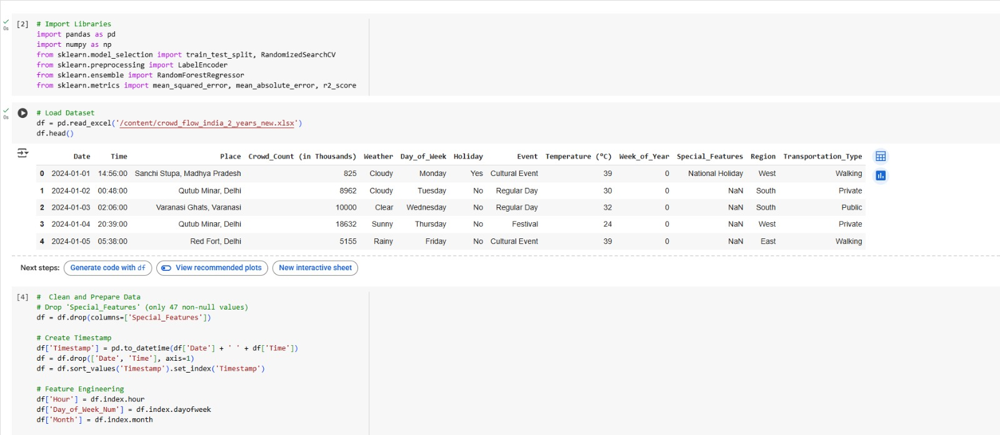 [2] # Import Libraries
import pandas as pd
import numpy as np
from sklearn.model_selection import train_test_split, RandomizedSearchCV
from sklearn.preprocessing import LabelEncoder
from sklearn.ensemble import RandomForestRegressor
from sklearn.metrics import mean_squared_error, mean_absolute_error, r2_score
0s
0s
# Load Dataset
df = pd.read_excel('/content/crowd_flow_india_2_years_new.xlsx')
df.head()
Date Time Place Crowd_Count (in Thousands) Weather Day_of_Week Holiday Event Temperature (°C) Week_of_Year Special_Features Region Transportation_Type
0 2024-01-01 14:56:00 Sanchi Stupa, Madhya Pradesh 825 Cloudy Monday Yes Cultural Event 39 0 National Holiday West Walking
1 2024-01-02 00:48:00 Qutub Minar, Delhi 8962 Cloudy Tuesday No Regular Day 30 0 NaN South Private
2 2024-01-03 02:06:00 Varanasi Ghats, Varanasi 10000 Clear Wednesday No Regular Day 32 0 NaN South Public
3 2024-01-04 20:39:00 Qutub Minar, Delhi 18632 Sunny Thursday No Festival 24 0 NaN West Private
4 2024-01-05 05:38:00 Red Fort, Delhi 5155 Rainy Friday No Cultural Event 39 0 NaN East Walking
Next steps: Generate code with df View recommended plots New interactive sheet
[4] #  Clean and Prepare Data
# Drop 'Special_Features' (only 47 non-null values)
df = df.drop(columns=['Special_Features'])
# Create Timestamp
df['Timestamp'] = pd.to_datetime(df['Date'] + ' ' + df['Time'])
df = df.drop(['Date', 'Time'], axis=1)
df = df.sort_values('Timestamp').set_index('Timestamp')
# Feature Engineering
df['Hour'] = df.index.hour
df['Day_of_Week_Num'] = df.index.dayofweek
df['Month'] = df.index.month